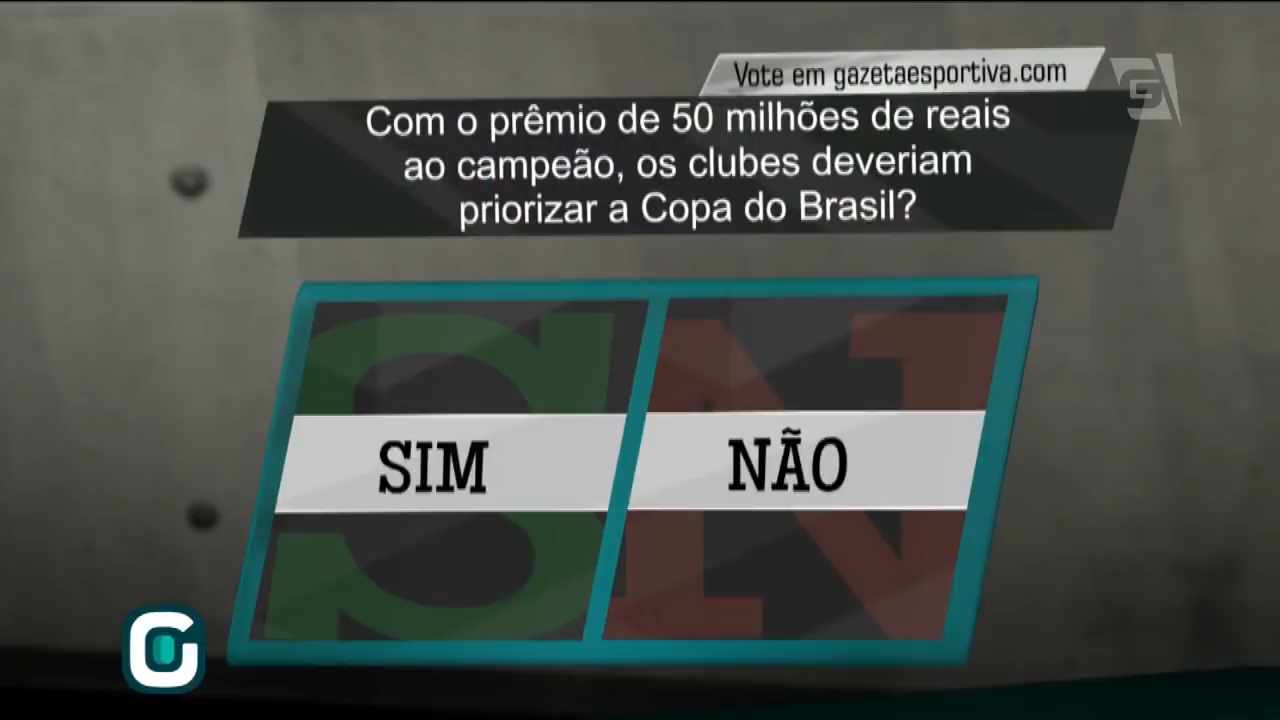 Vote em gazetaesportiva.com
Com o prêmio de 50 milhões de reais
ao campeão, os clubes deveriam
priorizar a Copa do Brasil?
S
N
SIM
NÃO
G